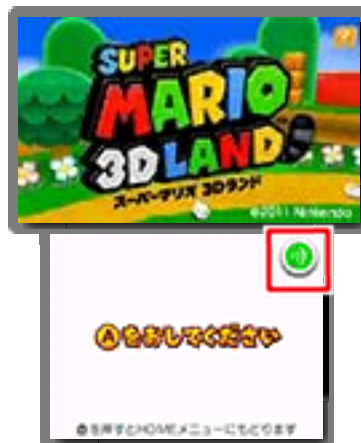 SUPER
MARIO
3D LAND
スーパーマリオ 3Dランド
©2011 Nintendo
Ⓐをおしてください
を押すとHOMEメニューにもどります